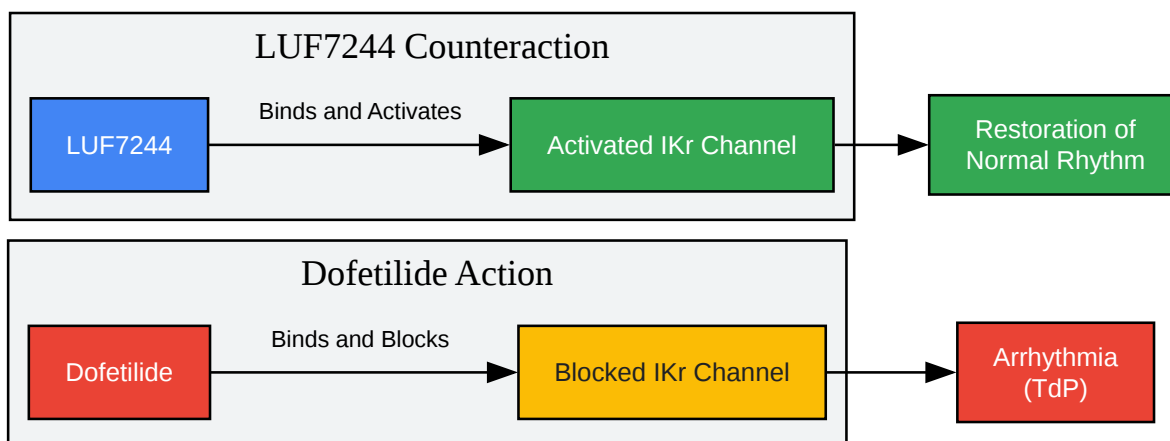 LUF7244 Counteraction
LUF7244
Binds and Activates
Activated IKr Channel
Restoration of
Normal Rhythm
Dofetilide Action
Dofetilide
Binds and Blocks
Blocked IKr Channel
Arrhythmia
(TdP)